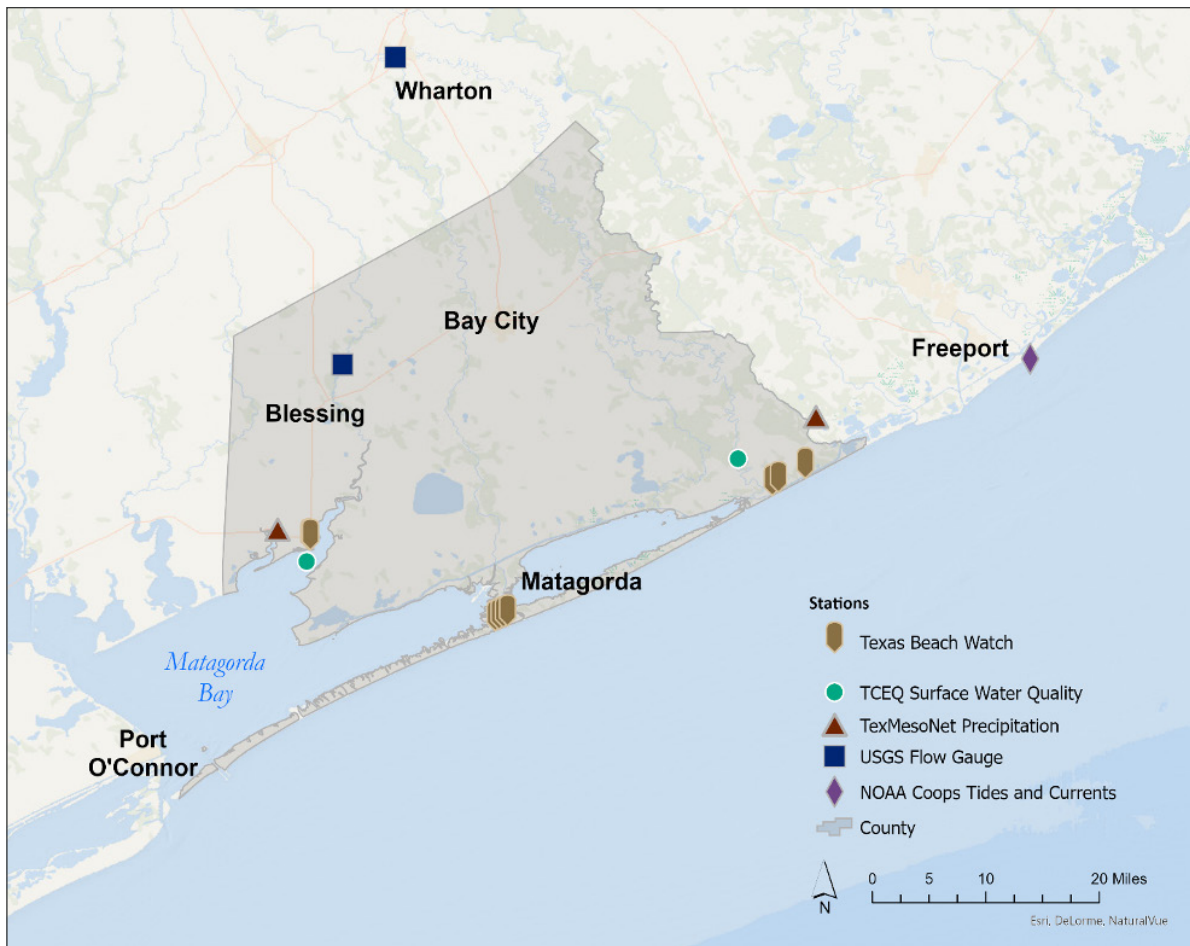 Wharton
Bay City
Freeport
Blessing
Matagorda
Matagorda
Bay
Port
O'Connor
Stations
Texas Beach Watch
TCEQ Surface Water Quality
TexMesoNet Precipitation
USGS Flow Gauge
NOAA Coops Tides and Currents
County
N
0 5 10 20 Miles
Esri, DeLorme, NaturalVue